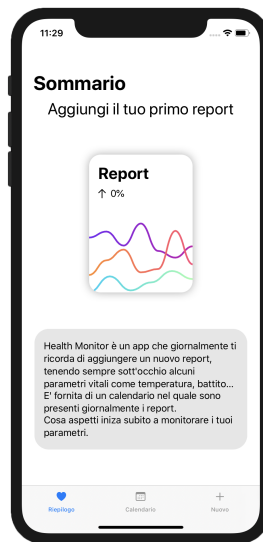 11:29
Sommario
Aggiungi il tuo primo report
Report
↑ 0%
Health Monitor è un app che giornalmente ti
ricorda di aggiungere un nuovo report,
tenendo sempre sott'occhio alcuni
parametri vitali come temperatura, battito...
E' fornita di un calendario nel quale sono
presenti giornalmente i report.
Cosa aspetti iniza subito a monitorare i tuoi
parametri.
Riepilogo
Calendario
Nuovo